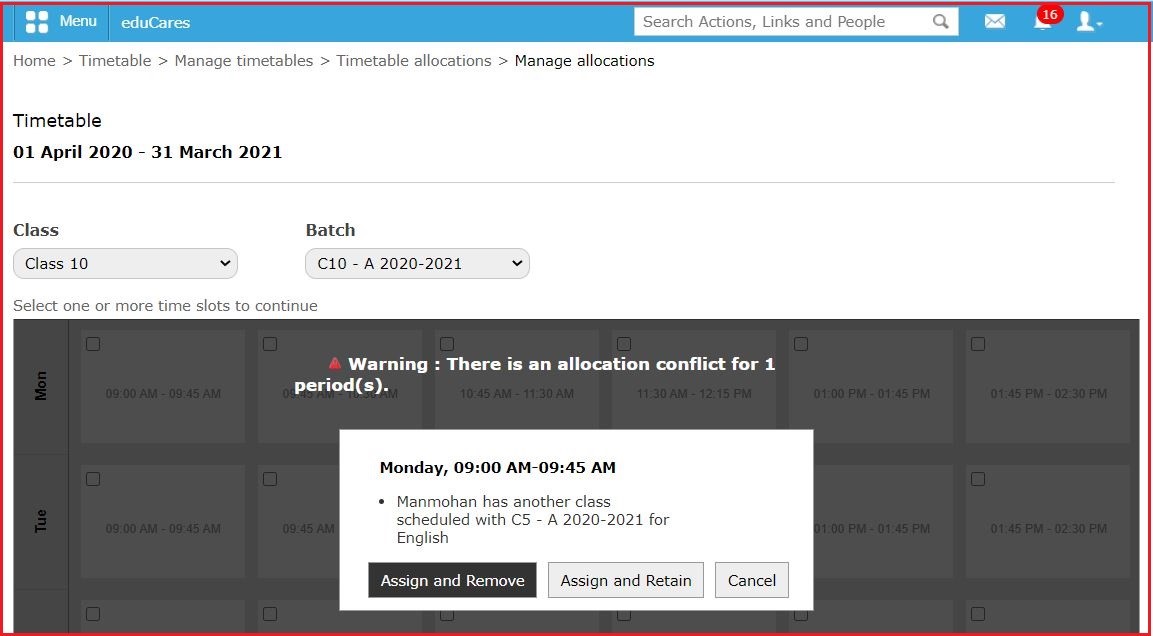 Menu
eduCares
Search Actions, Links and People
16
Home > Timetable > Manage timetables > Timetable allocations > Manage allocations
Timetable
01 April 2020 - 31 March 2021
Class
Batch
Class 10
C10 - A 2020-2021
Select one or more time slots to continue
Warning : There is an allocation conflict for 1
period(s).
Mon
09:00 AM - 09:45 AM
09:45 AM - 10:30 AM
10:45 AM - 11:30 AM
11:30 AM - 12:15 PM
01:00 PM - 01:45 PM
01:45 PM - 02:30 PM
Monday, 09:00 AM-09:45 AM
• Manmohan has another class
scheduled with C5 - A 2020-2021 for
English
Assign and Remove
Assign and Retain
Cancel
Tue
09:00 AM - 09:45 AM
09:45 AM
01:00 PM - 01:45 PM
01:45 PM - 02:30 PM